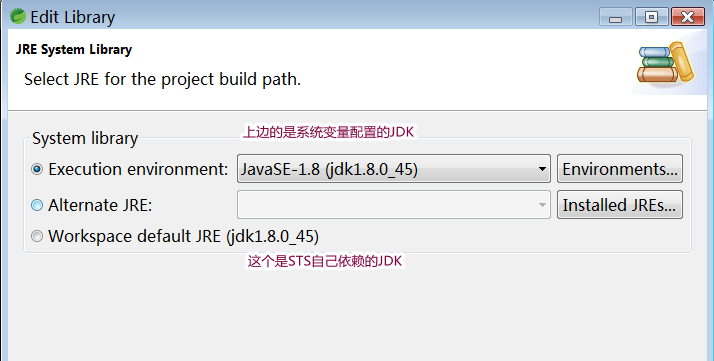 Edit Library
JRE System Library
Select JRE for the project build path.
上边的是系统变量配置的JDK
System library
Execution environment: JavaSE-1.8 (jdk1.8.0_45) Environments...
Alternate JRE: Installed JREs...
Workspace default JRE (jdk1.8.0_45)
这个是STS自己依赖的JDK